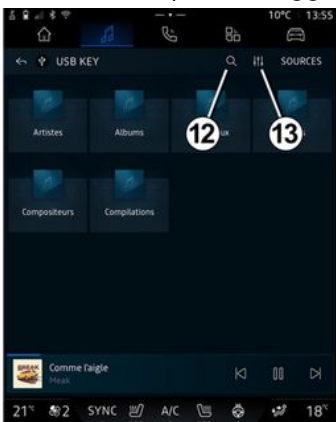 10°C 13:55
USB KEY SOURCES
12 13
Artistes Albums
Compositeurs Compilations
BREAK Comme l'aigle
Meak
21° 2 SYNC A/C 18°